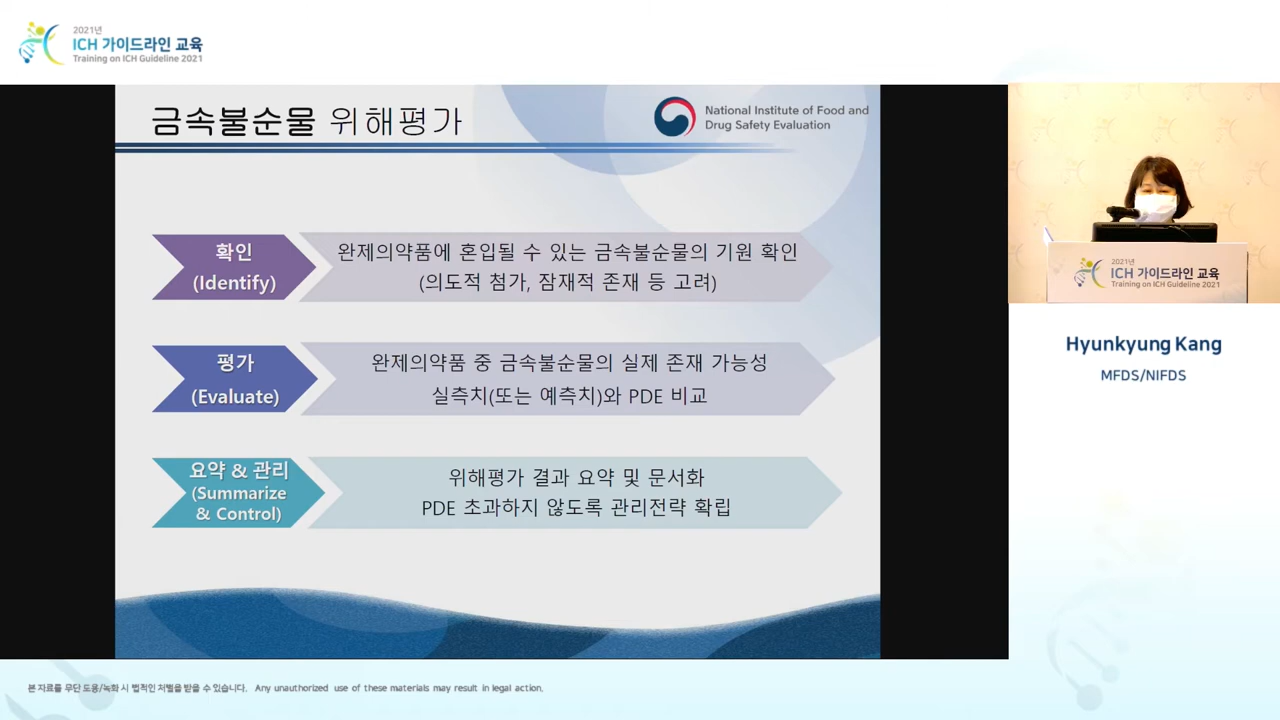 2021년
ICH 가이드라인 교육
Training on ICH Guideline 2021
금속불순물 위해평가
National Institute of Food and
Drug Safety Evaluation
확인
(Identify)
완제의약품에 혼입될 수 있는 금속불순물의 기원 확인
(의도적 첨가, 잠재적 존재 등 고려)
평가
(Evaluate)
완제의약품 중 금속불순물의 실제 존재 가능성
실측치(또는 예측치)와 PDE 비교
요약 & 관리
(Summarize
& Control)
위해평가 결과 요약 및 문서화
PDE 초과하지 않도록 관리전략 확립
2021년
ICH 가이드라인 교육
Training on ICH Guideline 2021
Hyunkyung Kang
MFDS/NIFDS
본 자료를 무단 도용/녹화 시 법적인 처벌을 받을 수 있습니다. Any unauthorized use of these materials may result in legal action.